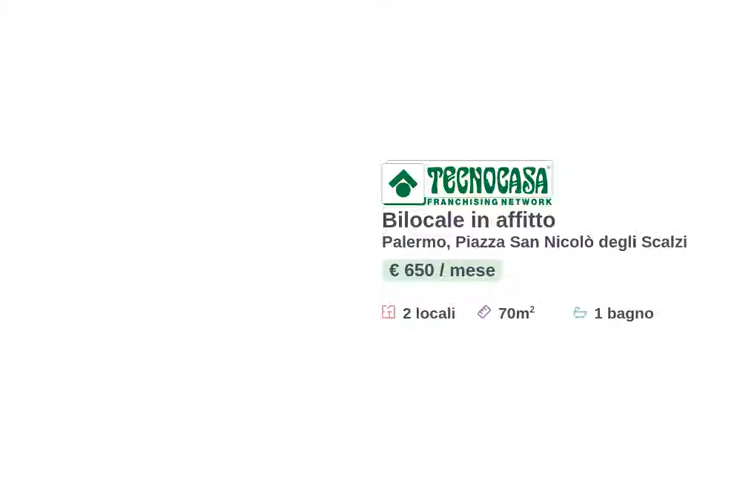 TECNOCASA
FRANCHISING NETWORK
Bilocale in affitto
Palermo, Piazza San Nicolò degli Scalzi
€ 650 / mese
2 locali 70m² 1 bagno